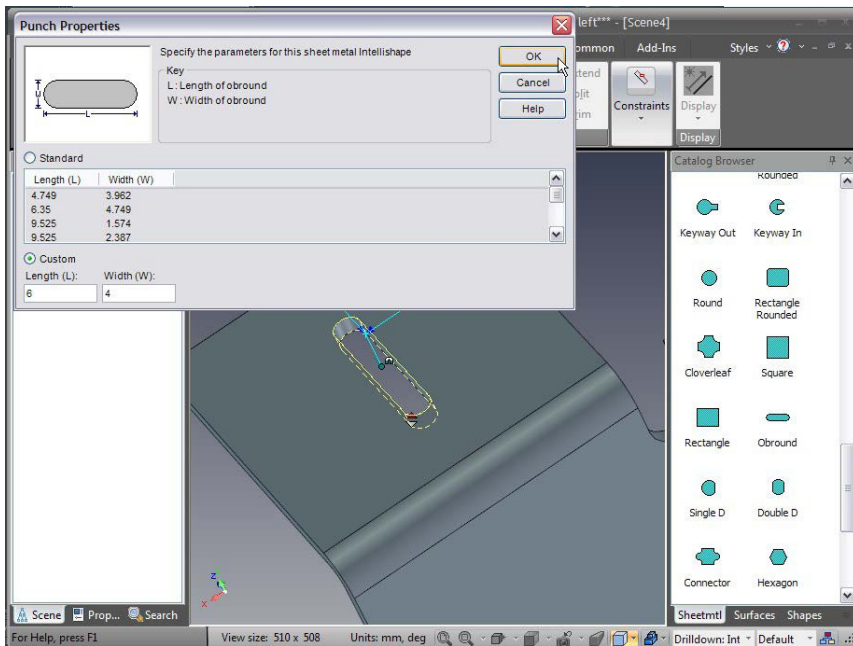 Punch Properties
left*** - [Scene4]
Specify the parameters for this sheet metal Intellishape
Key
L : Length of obround
W : Width of obround
L
OK
Cancel
Help
Common
Add-Ins
Styles
Constraints
Display
Display
Standard
Length (L) Width (W)
4.749 3.962
6.35 4.749
9.525 1.574
9.525 2.387
Custom
Length (L): Width (W):
6 4
Catalog Browser
Rounded
Keyway Out Keyway In
Round Rectangle
Rounded
Cloverleaf Square
Rectangle Obround
Single D Double D
Connector Hexagon
Z
X
Scene Prop... Search
Sheetmtl Surfaces Shapes
For Help, press F1 View size: 510 x 508 Units: mm, deg Drilldown: Int Default